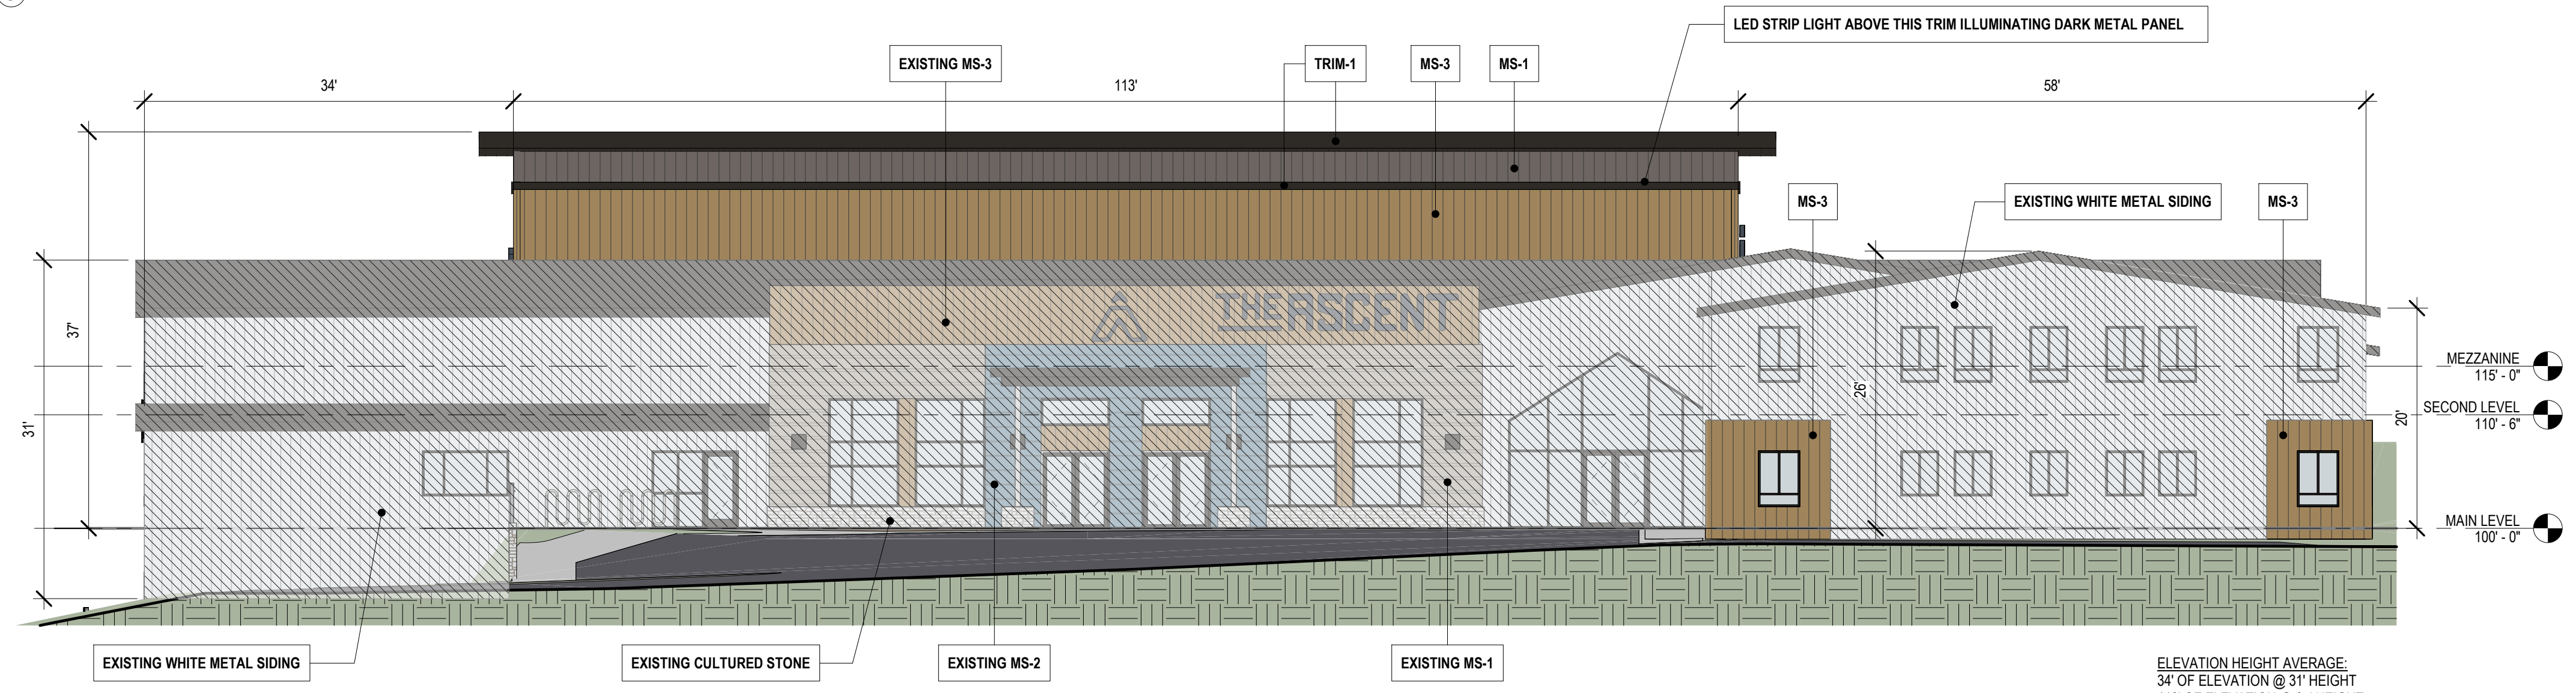 LED STRIP LIGHT ABOVE THIS TRIM ILLUMINATING DARK METAL PANEL
EXISTING MS-3
TRIM-1
MS-3
MS-1
34'
113'
58'
MS-3
EXISTING WHITE METAL SIDING
MS-3
37'
31'
THE ASCENT
26'
20'
MEZZANINE
115' - 0"
SECOND LEVEL
110' - 6"
MAIN LEVEL
100' - 0"
EXISTING WHITE METAL SIDING
EXISTING CULTURED STONE
EXISTING MS-2
EXISTING MS-1
ELEVATION HEIGHT AVERAGE:
34' OF ELEVATION @ 31' HEIGHT